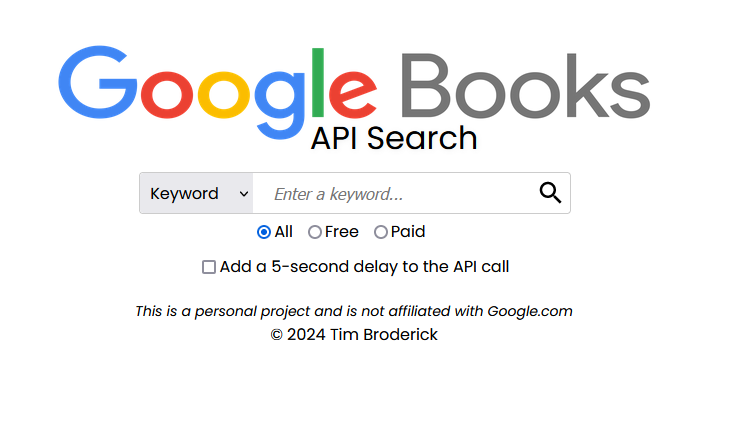 Google Books
API Search
Keyword Enter a keyword...
All Free Paid
Add a 5-second delay to the API call
This is a personal project and is not affiliated with Google.com
© 2024 Tim Broderick